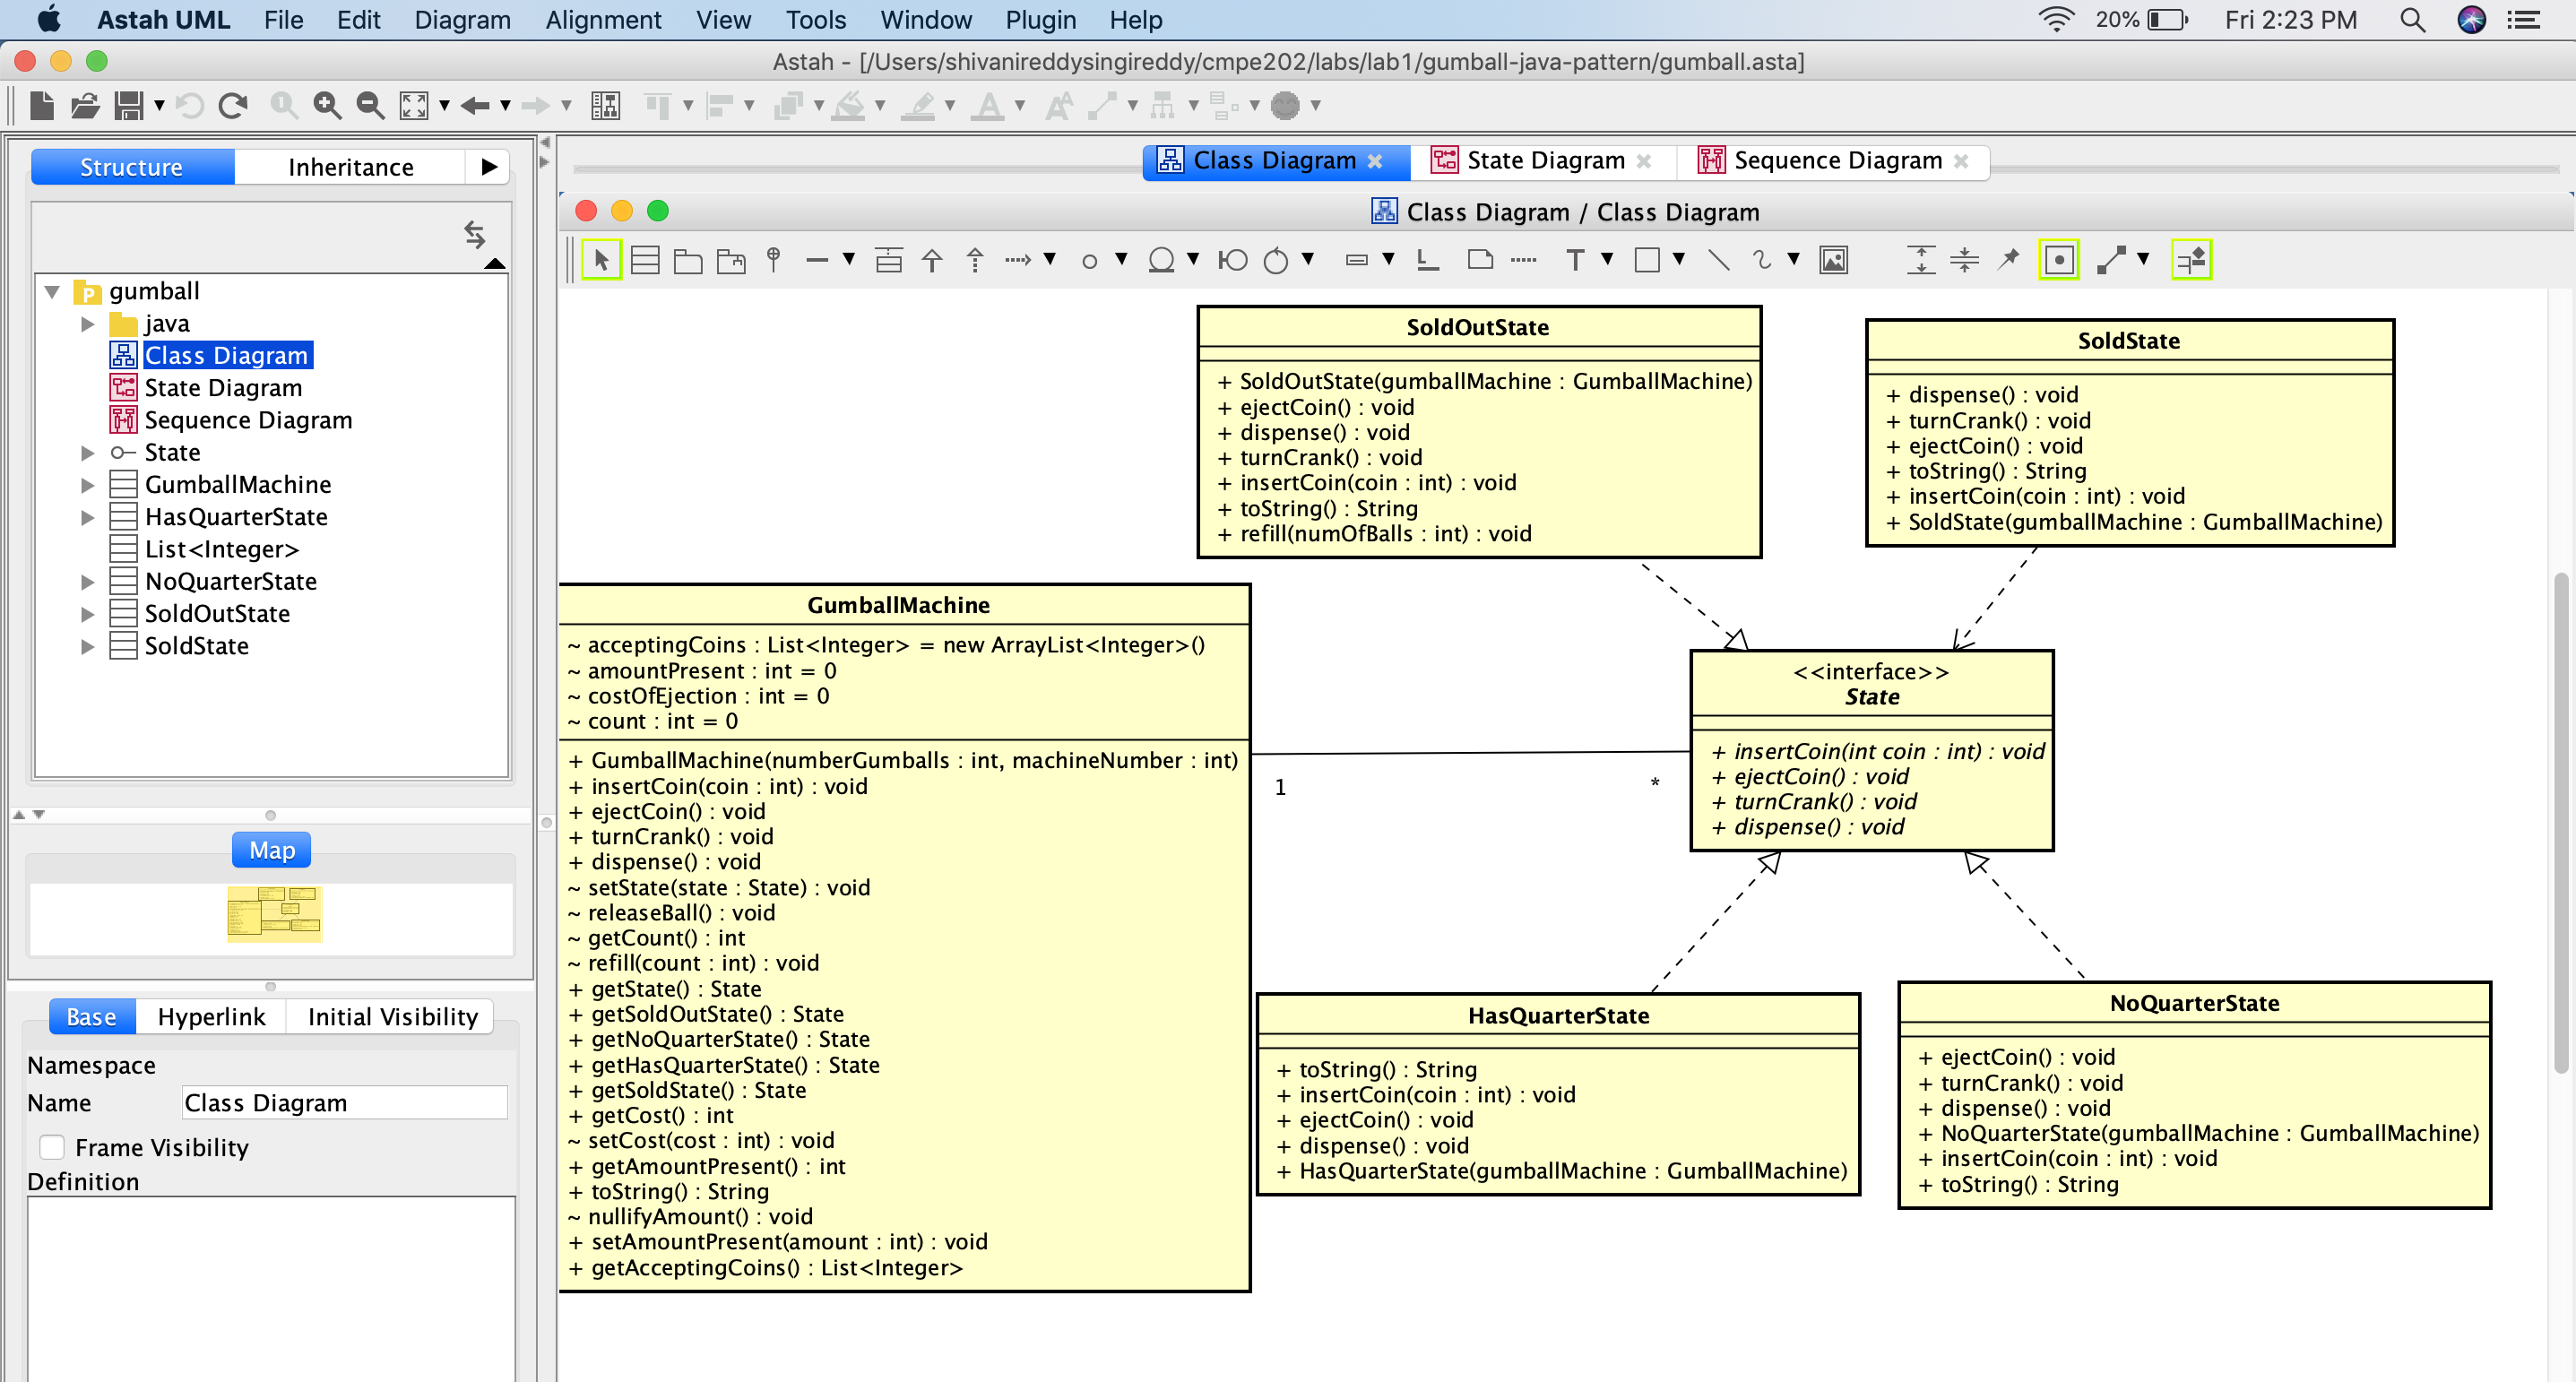 Astah UML File Edit Diagram Alignment View Tools Window Plugin Help 20% Fri 2:23 PM
Astah - [/Users/shivanireddysingireddy/cmpe202/labs/lab1/gumball-java-pattern/gumball.asta]
Structure Inheritance
gumball
java
Class Diagram
State Diagram
Sequence Diagram
State
GumballMachine
HasQuarterState
List<Integer>
NoQuarterState
SoldOutState
SoldState
Map
Base Hyperlink Initial Visibility
Namespace
Name Class Diagram
Frame Visibility
Definition
Class Diagram State Diagram Sequence Diagram
Class Diagram / Class Diagram
SoldOutState
+ SoldOutState(gumballMachine : GumballMachine)
+ ejectCoin() : void
+ dispense() : void
+ turnCrank() : void
+ insertCoin(coin : int) : void
+ toString() : String
+ refill(numOfBalls : int) : void
SoldState
+ dispense() : void
+ turnCrank() : void
+ ejectCoin() : void
+ toString() : String
+ insertCoin(coin : int) : void
+ SoldState(gumballMachine : GumballMachine)
GumballMachine
~ acceptingCoins : List<Integer> = new ArrayList<Integer>()
~ amountPresent : int = 0
~ costOfEjection : int = 0
~ count : int = 0
+ GumballMachine(numberGumballs : int, machineNumber : int)
+ insertCoin(coin : int) : void
+ ejectCoin() : void
+ turnCrank() : void
+ dispense() : void
~ setState(state : State) : void
~ releaseBall() : void
~ getCount() : int
~ refill(count : int) : void
+ getState() : State
+ getSoldOutState() : State
+ getNoQuarterState() : State
+ getHasQuarterState() : State
+ getSoldState() : State
+ getCost() : int
~ setCost(cost : int) : void
+ getAmountPresent() : int
+ toString() : String
~ nullifyAmount() : void
+ setAmountPresent(amount : int) : void
+ getAcceptingCoins() : List<Integer>
1 *
<<interface>>
State
+ insertCoin(int coin : int) : void
+ ejectCoin() : void
+ turnCrank() : void
+ dispense() : void
HasQuarterState
+ toString() : String
+ insertCoin(coin : int) : void
+ ejectCoin() : void
+ dispense() : void
+ HasQuarterState(gumballMachine : GumballMachine)
NoQuarterState
+ ejectCoin() : void
+ turnCrank() : void
+ dispense() : void
+ NoQuarterState(gumballMachine : GumballMachine)
+ insertCoin(coin : int) : void
+ toString() : String